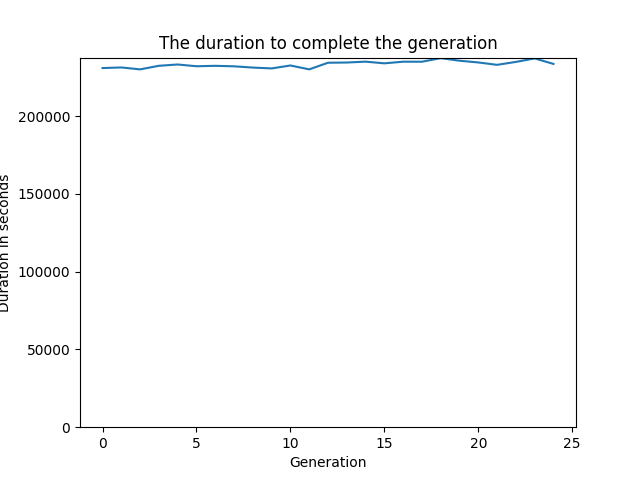 The duration to complete the generation
200000
150000
100000
50000
0
Duration in seconds
0 5 10 15 20 25
Generation